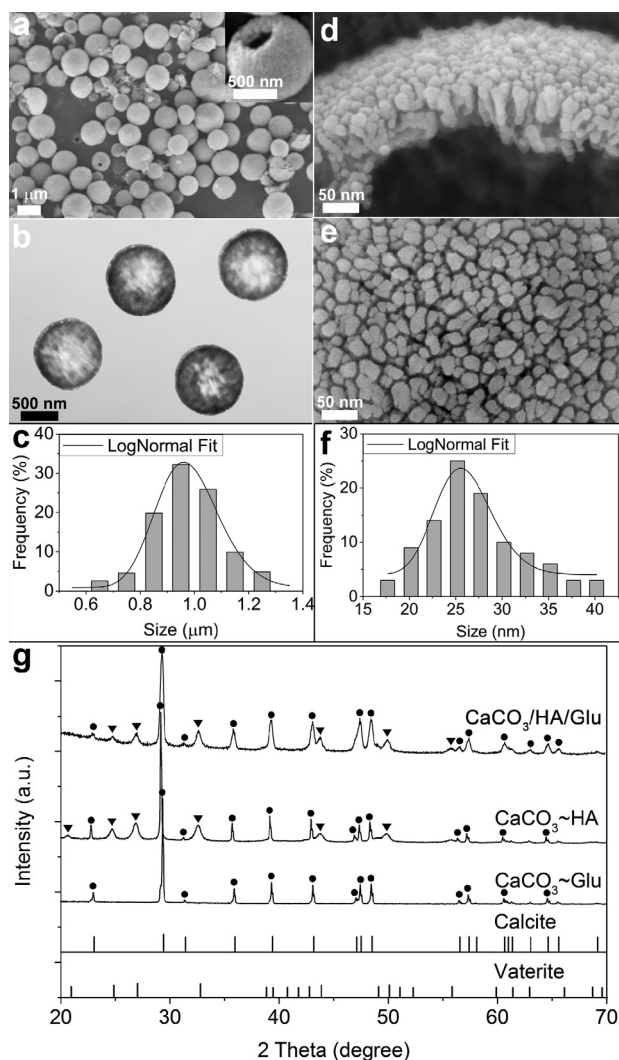 a
500 nm
1 μm
d
50 nm
b
500 nm
e
50 nm
c
LogNormal Fit
Frequency (%)
40
30
20
10
0
0.6 0.8 1.0 1.2 1.4
Size (μm)
f
LogNormal Fit
Frequency (%)
30
20
10
0
15 20 25 30 35 40
Size (nm)
g
Intensity (a.u.)
CaCO₃/HA/Glu
CaCO₃~HA
CaCO₃~Glu
Calcite
Vaterite
20 30 40 50 60 70
2 Theta (degree)